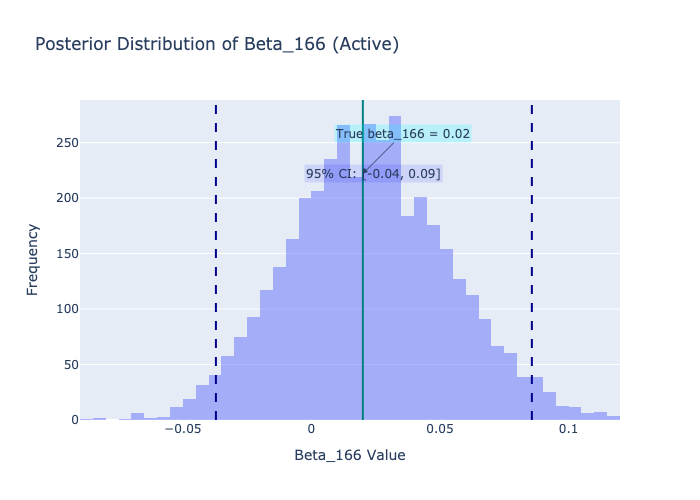 Posterior Distribution of Beta_166 (Active)
True beta_166 = 0.02
95% CI: [-0.04, 0.09]
Frequency
250
200
150
100
50
0
−0.05
0
0.05
0.1
Beta_166 Value